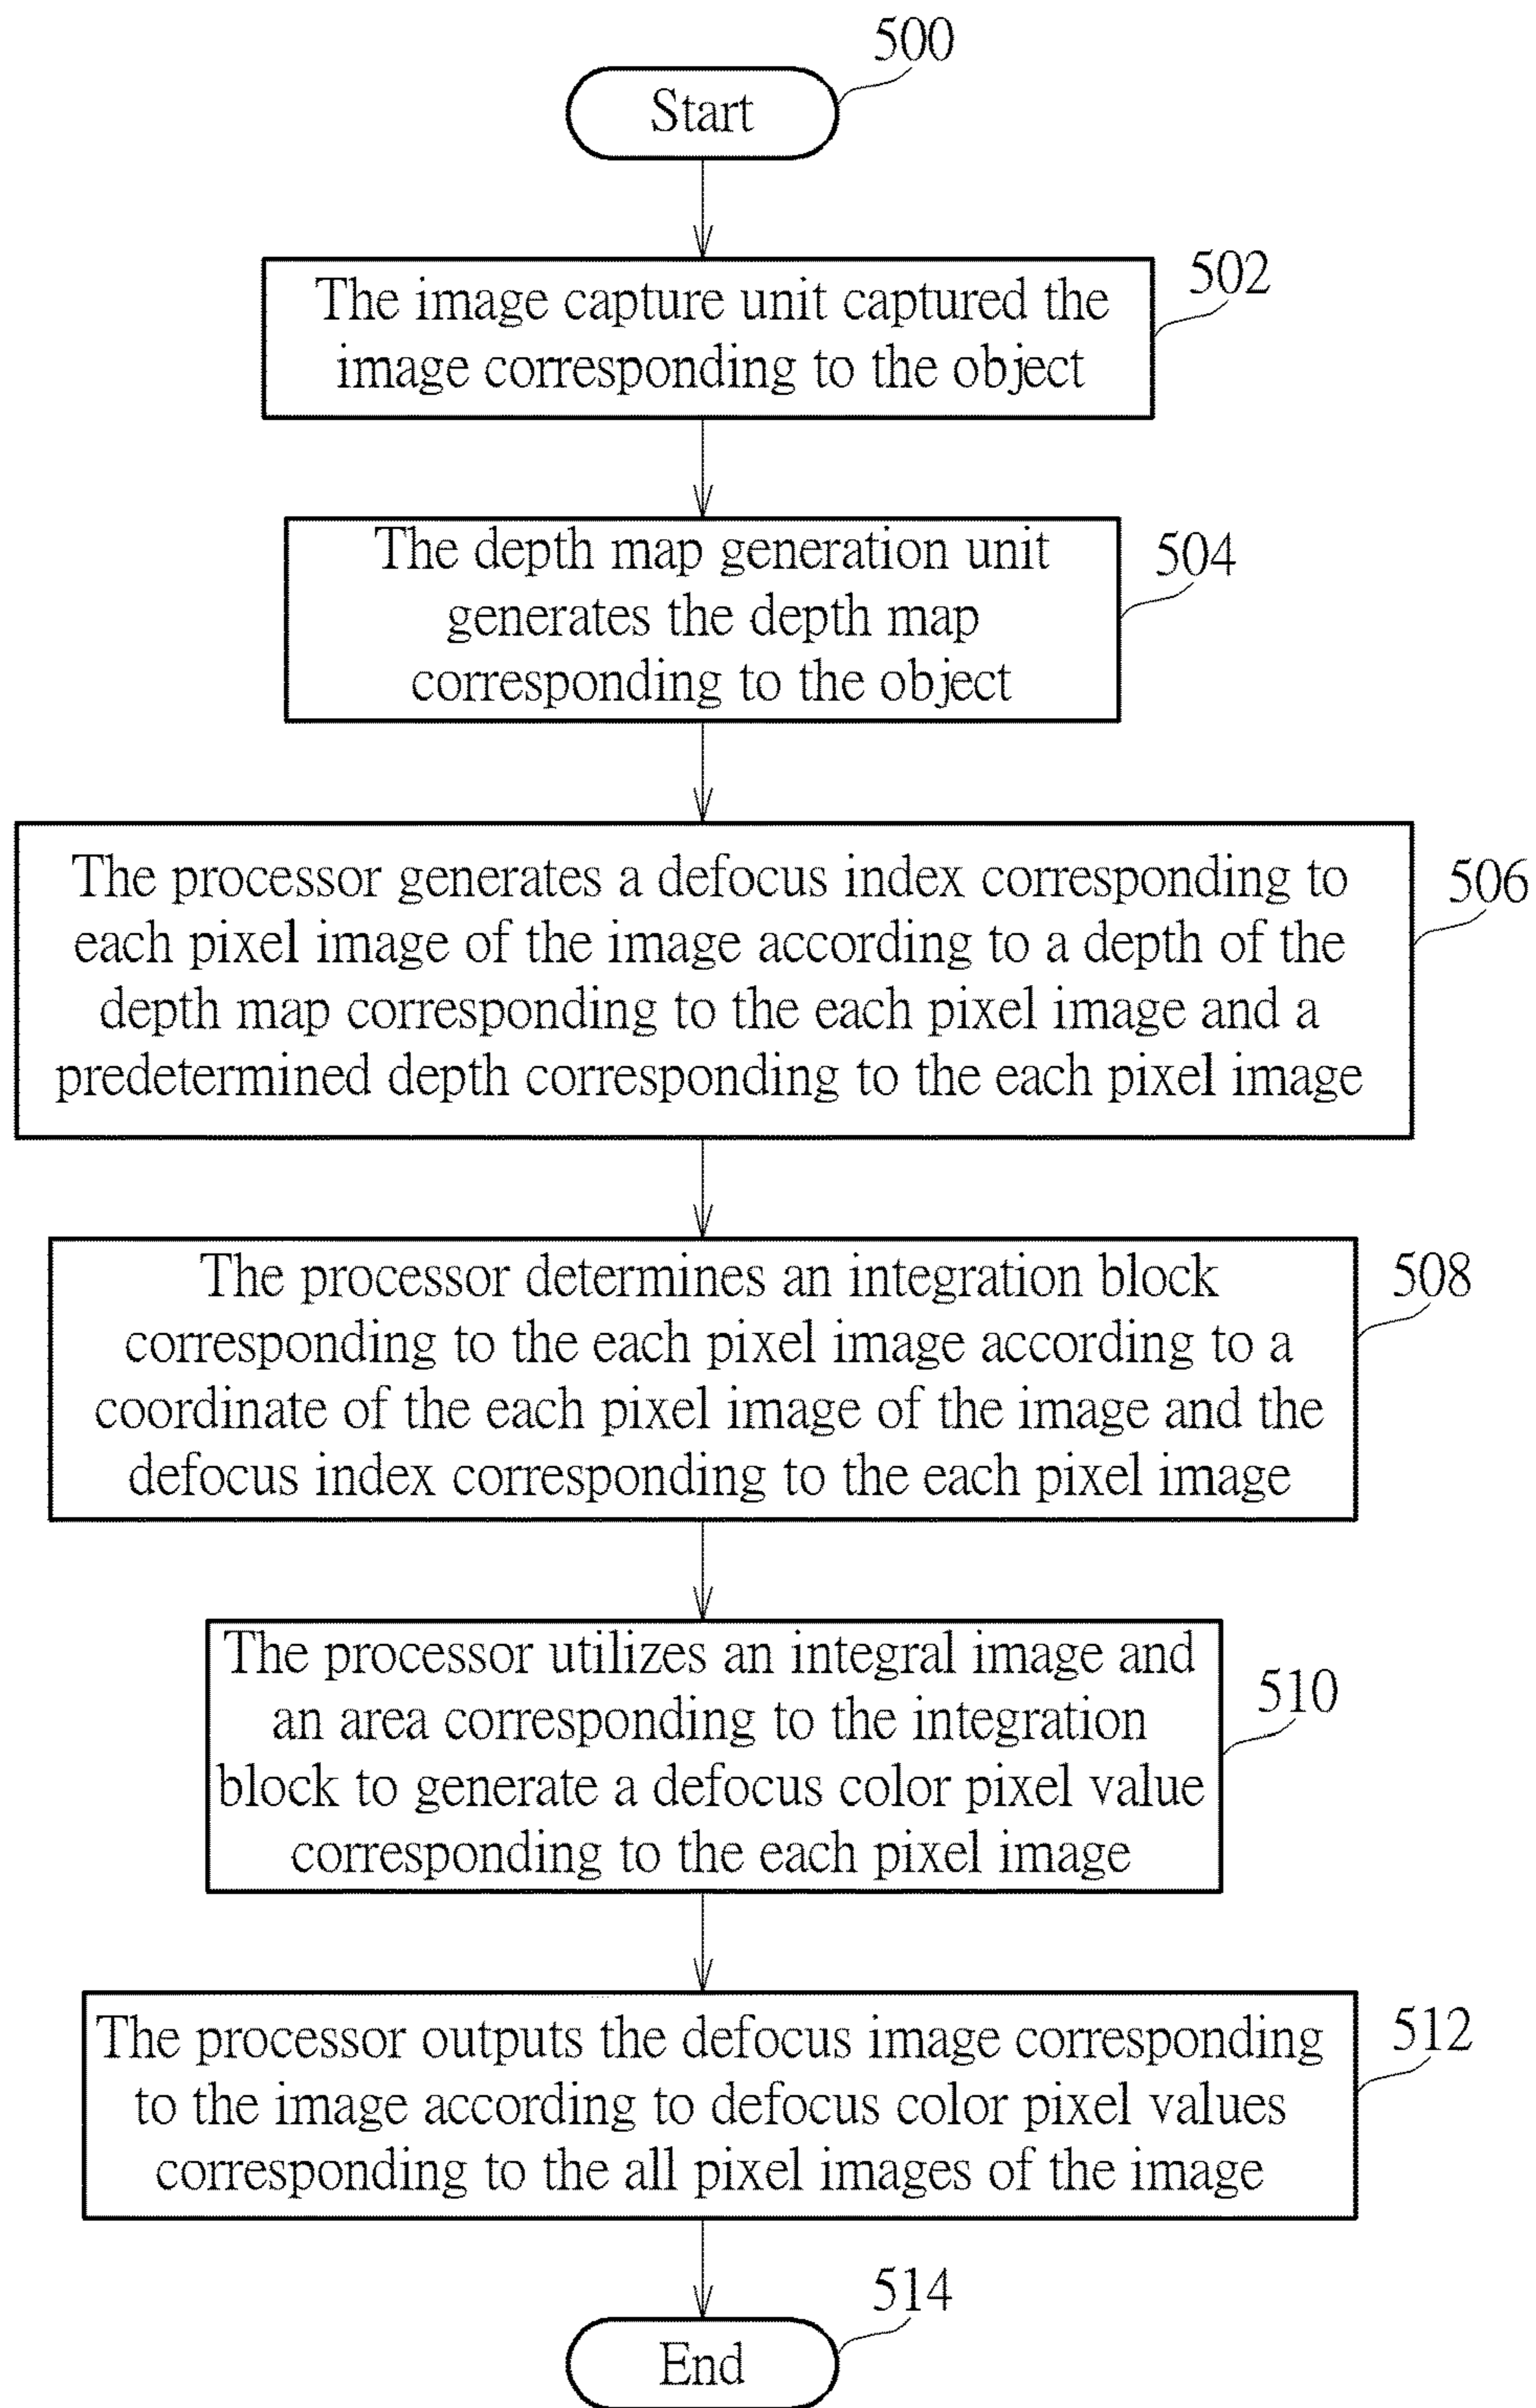 500
Start
502
The image capture unit captured the
image corresponding to the object
504
The depth map generation unit
generates the depth map
corresponding to the object
506
The processor generates a defocus index corresponding to
each pixel image of the image according to a depth of the
depth map corresponding to the each pixel image and a
predetermined depth corresponding to the each pixel image
508
The processor determines an integration block
corresponding to the each pixel image according to a
coordinate of the each pixel image of the image and the
defocus index corresponding to the each pixel image
510
The processor utilizes an integral image and
an area corresponding to the integration
block to generate a defocus color pixel value
corresponding to the each pixel image
512
The processor outputs the defocus image corresponding
to the image according to defocus color pixel values
corresponding to the all pixel images of the image
514
End